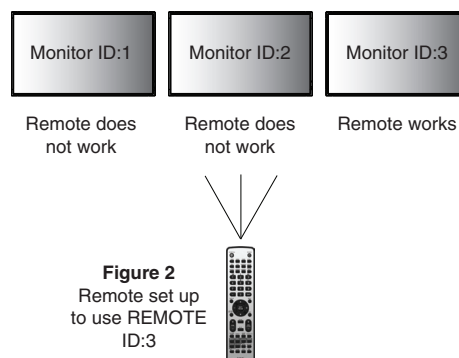 Monitor ID:1
Monitor ID:2
Monitor ID:3
Remote does
not work
Remote does
not work
Remote works
Figure 2
Remote set up
to use REMOTE
ID:3